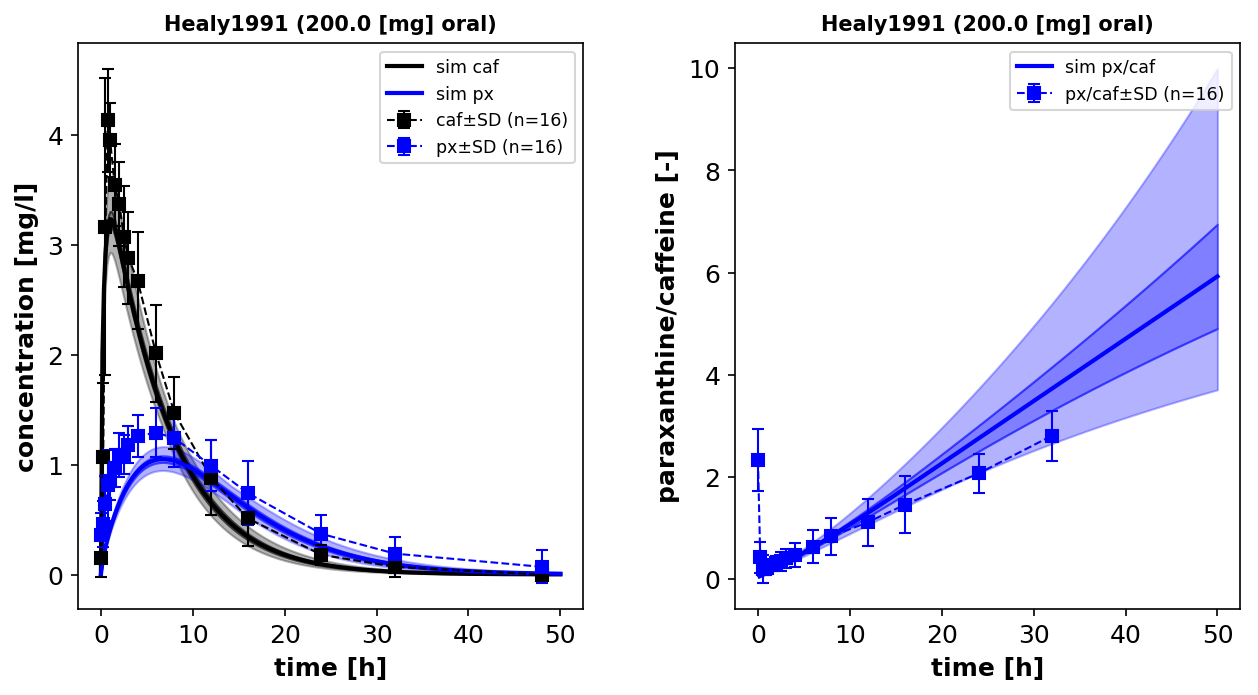 Healy1991 (200.0 [mg] oral)
sim caf
sim px
caf±SD (n=16)
px±SD (n=16)
concentration [mg/l]
4
3
2
1
0
0 10 20 30 40 50
time [h]
Healy1991 (200.0 [mg] oral)
sim px/caf
px/caf±SD (n=16)
paraxanthine/caffeine [-]
10
8
6
4
2
0
0 10 20 30 40 50
time [h]